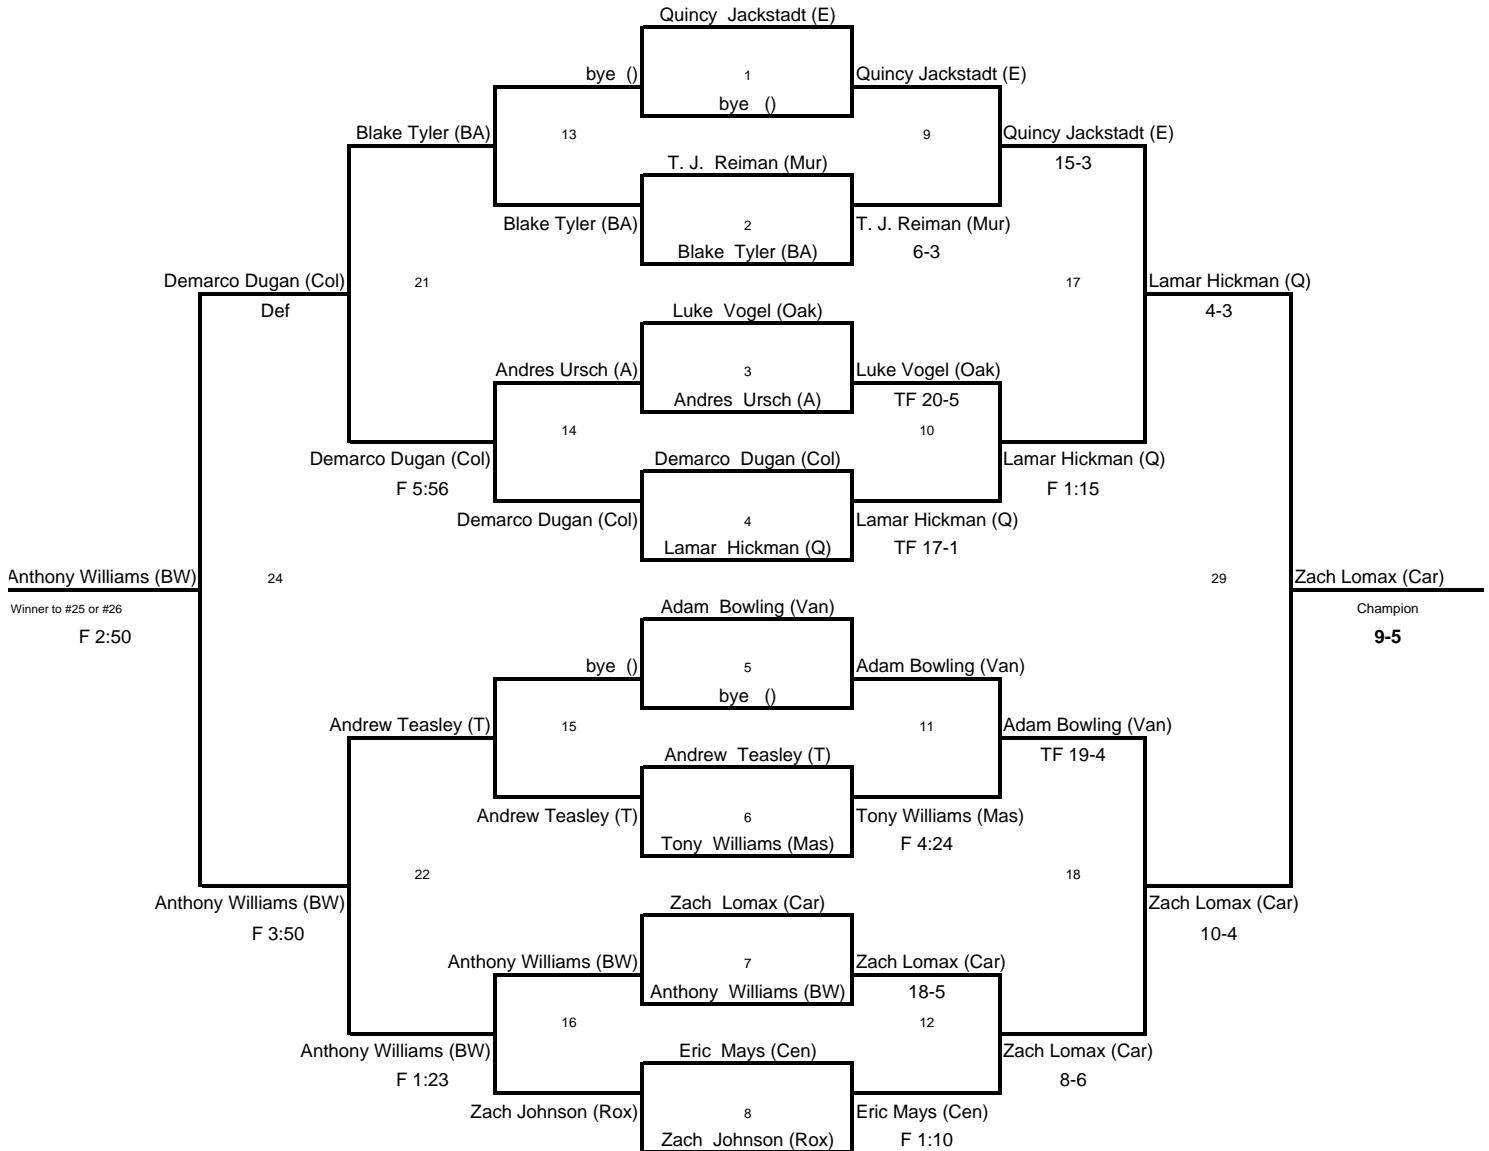 Quincy Jackstadt (E)
bye () 1 Quincy Jackstadt (E)
bye ()
Blake Tyler (BA) 13 9 Quincy Jackstadt (E)
T. J. Reiman (Mur) 15-3
Blake Tyler (BA) 2 T. J. Reiman (Mur)
Blake Tyler (BA) 6-3
Demarco Dugan (Col) 21 17 Lamar Hickman (Q)
Def Luke Vogel (Oak) 4-3
Andres Ursch (A) 3 Luke Vogel (Oak)
Andres Ursch (A) TF 20-5
14 10
Demarco Dugan (Col) Demarco Dugan (Col) Lamar Hickman (Q)
F 5:56 F 1:15
Demarco Dugan (Col) 4 Lamar Hickman (Q)
Lamar Hickman (Q) TF 17-1
Anthony Williams (BW) 24 29 Zach Lomax (Car)
Winner to #25 or #26 Adam Bowling (Van) Champion
F 2:50 9-5
bye () 5 Adam Bowling (Van)
bye ()
Andrew Teasley (T) 15 11 Adam Bowling (Van)
Andrew Teasley (T) TF 19-4
Andrew Teasley (T) 6 Tony Williams (Mas)
Tony Williams (Mas) F 4:24
22 18
Anthony Williams (BW) Zach Lomax (Car) Zach Lomax (Car)
F 3:50 10-4
Anthony Williams (BW) 7 Zach Lomax (Car)
Anthony Williams (BW) 18-5
16 12
Anthony Williams (BW) Eric Mays (Cen) Zach Lomax (Car)
F 1:23 8-6
Zach Johnson (Rox) 8 Eric Mays (Cen)
Zach Johnson (Rox) F 1:10